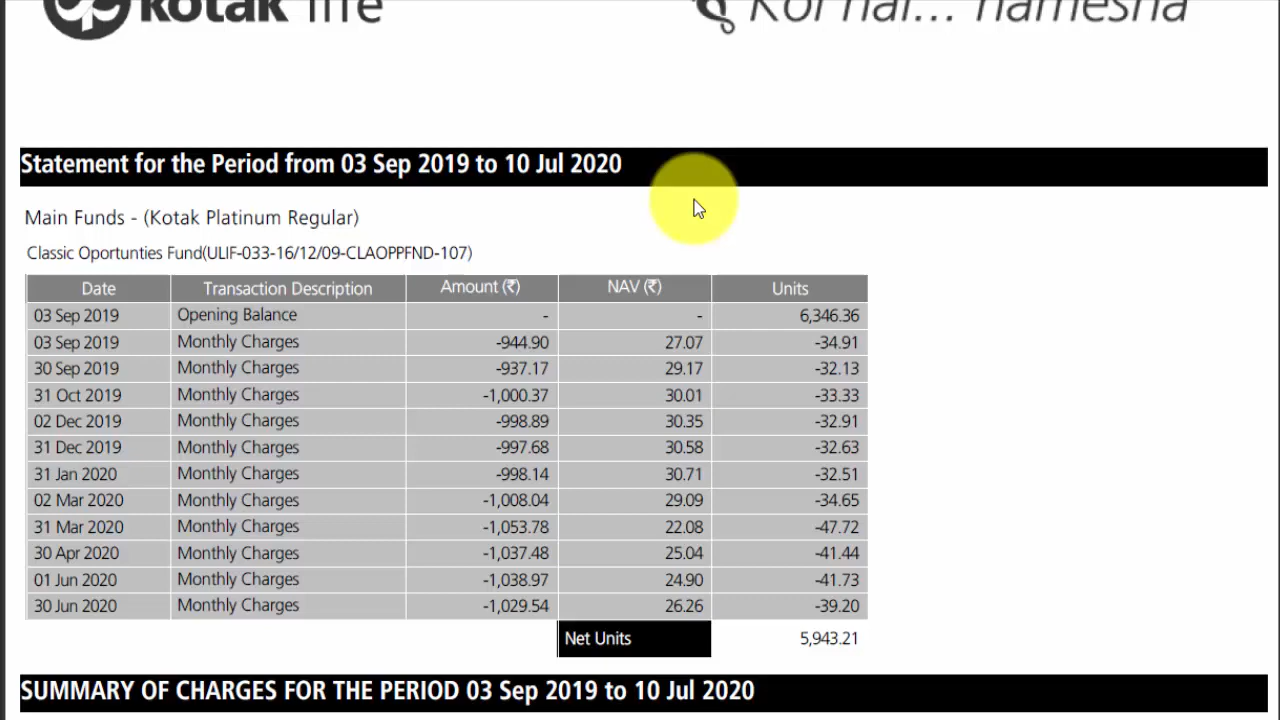 kotak life Koi hai... hamesha
Statement for the Period from 03 Sep 2019 to 10 Jul 2020
Main Funds - (Kotak Platinum Regular)
Classic Oportunties Fund(ULIF-033-16/12/09-CLAOPPFND-107)
Date Transaction Description Amount (₹) NAV (₹) Units
03 Sep 2019 Opening Balance - - 6,346.36
03 Sep 2019 Monthly Charges -944.90 27.07 -34.91
30 Sep 2019 Monthly Charges -937.17 29.17 -32.13
31 Oct 2019 Monthly Charges -1,000.37 30.01 -33.33
02 Dec 2019 Monthly Charges -998.89 30.35 -32.91
31 Dec 2019 Monthly Charges -997.68 30.58 -32.63
31 Jan 2020 Monthly Charges -998.14 30.71 -32.51
02 Mar 2020 Monthly Charges -1,008.04 29.09 -34.65
31 Mar 2020 Monthly Charges -1,053.78 22.08 -47.72
30 Apr 2020 Monthly Charges -1,037.48 25.04 -41.44
01 Jun 2020 Monthly Charges -1,038.97 24.90 -41.73
30 Jun 2020 Monthly Charges -1,029.54 26.26 -39.20
Net Units 5,943.21
SUMMARY OF CHARGES FOR THE PERIOD 03 Sep 2019 to 10 Jul 2020